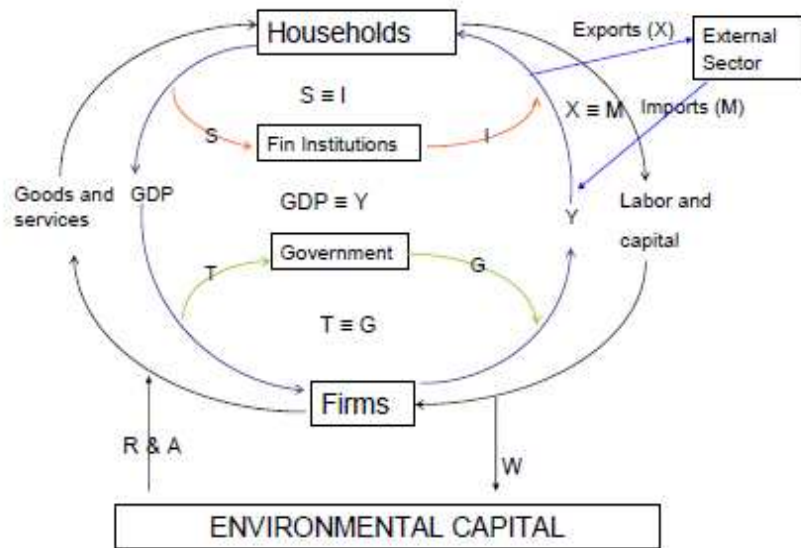 Households
Exports (X)
External
Sector
S ≡ I
X ≡ M
Imports (M)
S
Fin Institutions
I
Goods and
services
GDP
GDP ≡ Y
Y
Labor and
capital
Government
T
G
T ≡ G
Firms
R & A
W
ENVIRONMENTAL CAPITAL